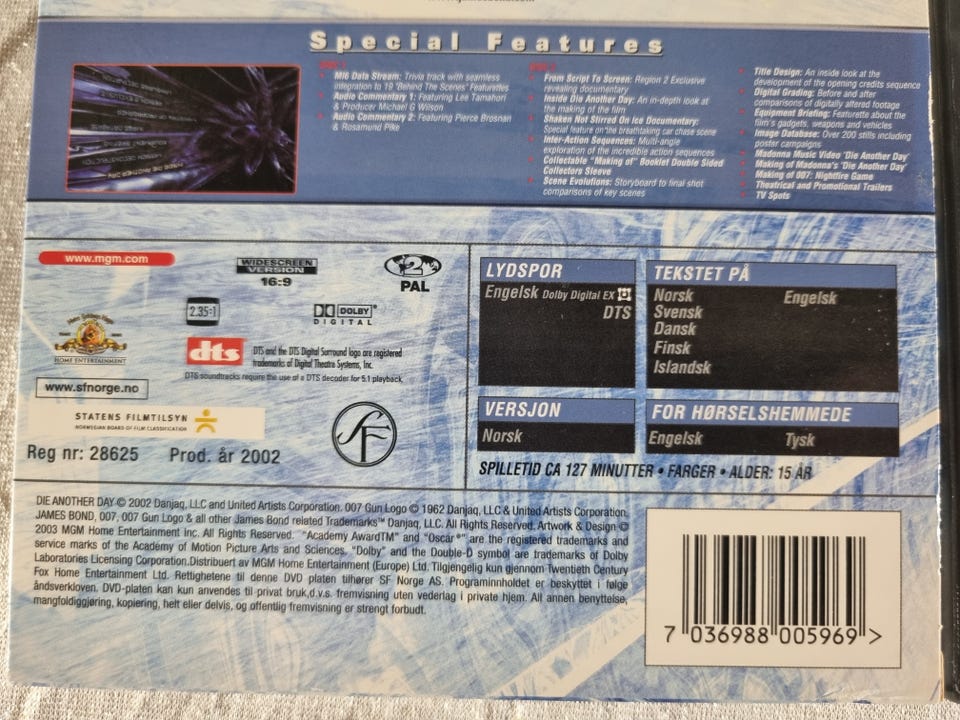 Special Features
MI6 Data Stream: Trivia track with seamless
integration to 19 'Behind The Scenes' Featurettes
Audio Commentary 1: Featuring Lee Tamahori
& Producer Michael G Wilson
Audio Commentary 2: Featuring Pierce Brosnan
& Rosamund Pike
From Script To Screen: Region 2 Exclusive
revealing documentary
Inside Die Another Day: An in-depth look at
the making of the film
Shaken Not Stirred On Ice Documentary:
Special feature on the breathtaking car chase scene
Inter-Action Sequences: Multi-angle
exploration of the incredible action sequences
Collectable "Making of" Booklet Double Sided
Collectors Sleeve
Scene Evolutions: Storyboard to final shot
comparisons of key scenes
Title Design: An inside look at the
development of the opening credits sequence
Digital Grading: Before and after
comparisons of digitally altered footage
Equipment Briefing: Featurette about the
film's gadgets, weapons and vehicles
Image Database: Over 200 stills including
poster campaigns
Madonna Music Video 'Die Another Day'
Making of Madonna's 'Die Another Day'
Making of 007: Nightfire Game
Theatrical and Promotional Trailers
TV Spots
www.mgm.com
WIDESCREEN
VERSION
16:9
2
PAL
2.35:1
DOLBY
DIGITAL
HOME ENTERTAINMENT
dts
DTS and the DTS Digital Surround logo are registered
trademarks of Digital Theatre Systems, Inc.
DTS soundtracks require the use of a DTS decoder for 5.1 playback.
www.sfnorge.no
STATENS FILMTILSYN
NORWEGIAN BOARD OF FILM CLASSIFICATION
SF
Reg nr: 28625 Prod. år 2002
LYDSPOR
Engelsk Dolby Digital EX
DTS
TEKSTET PÅ
Norsk Engelsk
Svensk
Dansk
Finsk
Islandsk
VERSJON
Norsk
FOR HØRSELSHEMMEDE
Engelsk Tysk
SPILLETID CA 127 MINUTTER • FARGER • ALDER: 15 ÅR
DIE ANOTHER DAY © 2002 Danjaq, LLC and United Artists Corporation. 007 Gun Logo © 1962 Danjaq, LLC & United Artists Corporation.
JAMES BOND, 007, 007 Gun Logo & all other James Bond related Trademarks™ Danjaq, LLC. All Rights Reserved. Artwork & Design ©
2003 MGM Home Entertainment Inc. All Rights Reserved. "Academy AwardTM" and "Oscar®" are the registered trademarks and
service marks of the Academy of Motion Picture Arts and Sciences. "Dolby" and the Double-D symbol are trademarks of Dolby
Laboratories Licensing Corporation.Distribuert av MGM Home Entertainment (Europe) Ltd. Tilgjengelig kun gjennom Twentieth Century
Fox Home Entertainment Ltd. Rettighetene til denne DVD platen tilhører SF Norge AS. Programinnholdet er beskyttet i følge
åndsverkloven. DVD-platen kan kun anvendes til privat bruk,d.v.s. fremvisning uten vederlag i private hjem. All annen benyttelse,
mangfoldiggjøring, kopiering, helt eller delvis, og offentlig fremvisning er strengt forbudt.
7 036988 005969 >